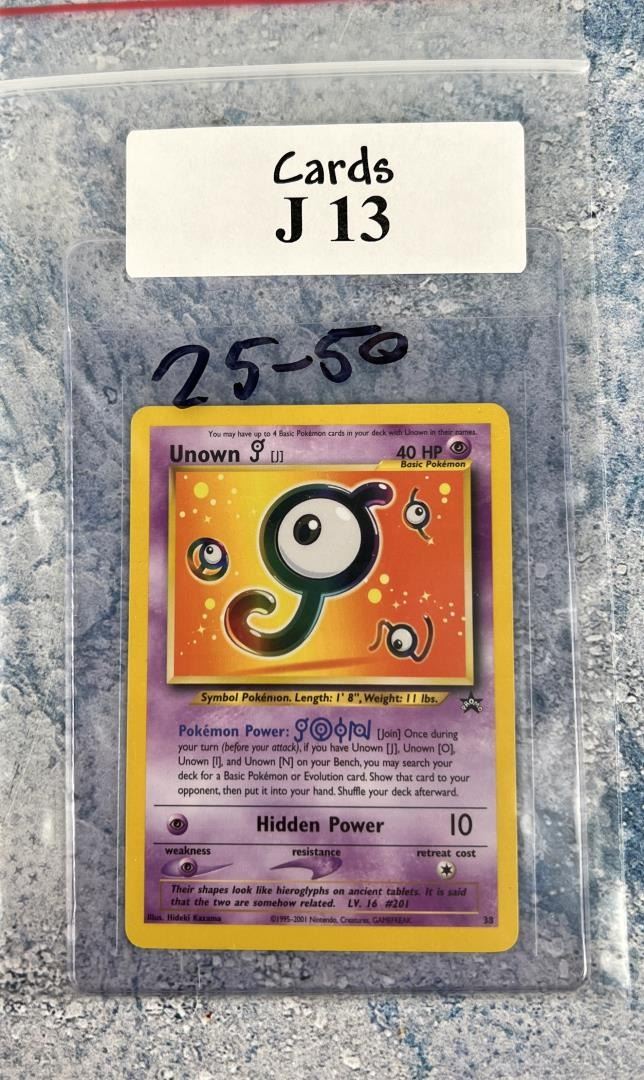 Cards
J 13
25-50
You may have up to 4 Basic Pokémon cards in your deck with Unown in their names.
Unown [J] 40 HP
Basic Pokémon
Symbol Pokémon. Length: 1' 8", Weight: 11 lbs.
PROMO
Pokémon Power: JOIN [Join] Once during
your turn (before your attack), if you have Unown [J], Unown [O],
Unown [I], and Unown [N] on your Bench, you may search your
deck for a Basic Pokémon or Evolution card. Show that card to your
opponent, then put it into your hand. Shuffle your deck afterward.
Hidden Power 10
weakness resistance retreat cost
Their shapes look like hieroglyphs on ancient tablets. It is said
that the two are somehow related. LV. 16 #201
Illus. Hideki Kazama ©1995-2001 Nintendo, Creatures, GAMEFREAK. 38